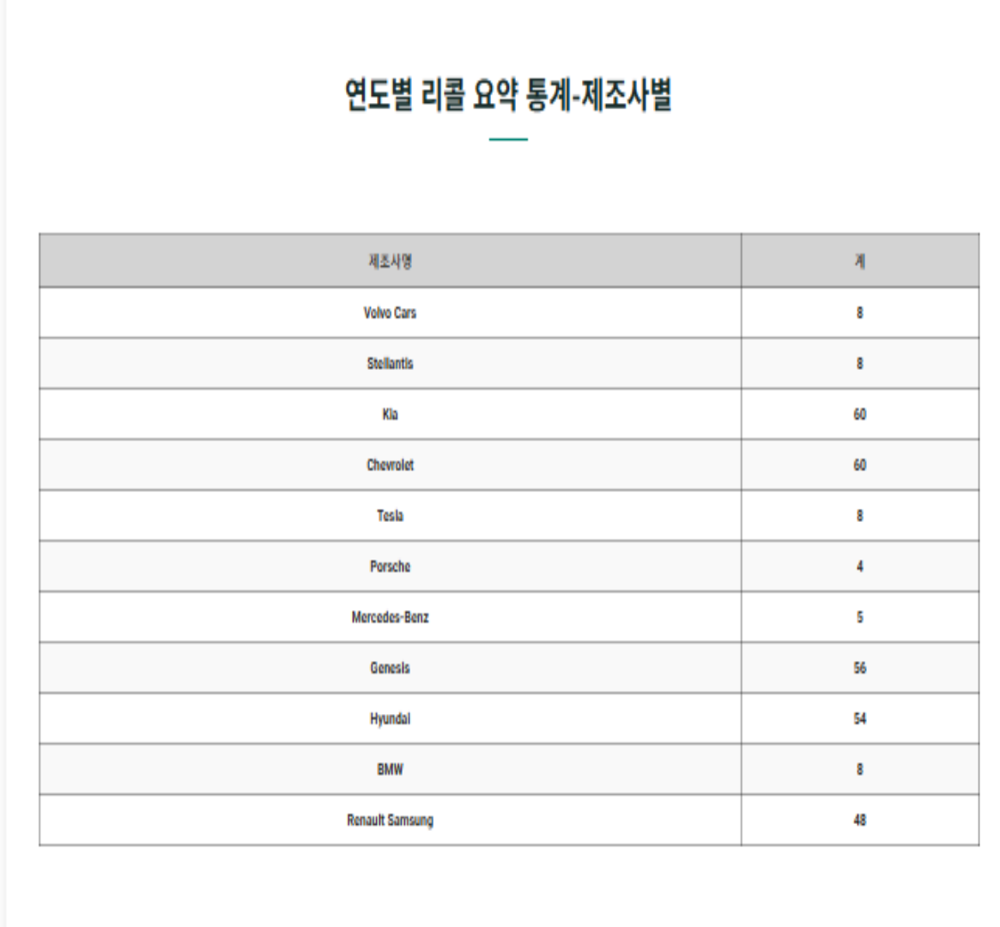 연도별 리콜 요약 통계-제조사별
제조사명 계
Volvo Cars 8
Stellantis 8
Kia 60
Chevrolet 60
Tesla 8
Porsche 4
Mercedes-Benz 5
Genesis 56
Hyundai 54
BMW 8
Renault Samsung 48